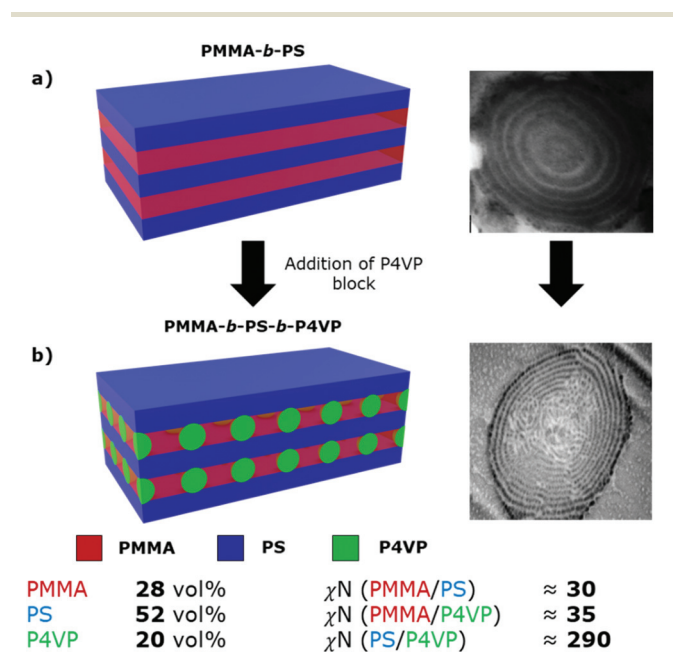 PMMA-b-PS
a)
Addition of P4VP
block
PMMA-b-PS-b-P4VP
b)
PMMA PS P4VP
PMMA 28 vol% χN (PMMA/PS) ≈ 30
PS 52 vol% χN (PMMA/P4VP) ≈ 35
P4VP 20 vol% χN (PS/P4VP) ≈ 290